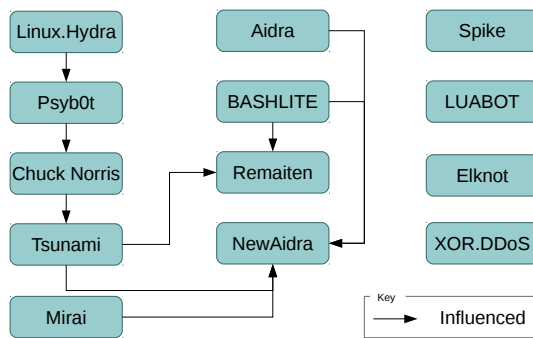 Linux.Hydra
Aidra
Spike
Psyb0t
BASHLITE
LUABOT
Chuck Norris
Remaiten
Elknot
Tsunami
NewAidra
XOR.DDoS
Mirai
Key
Influenced